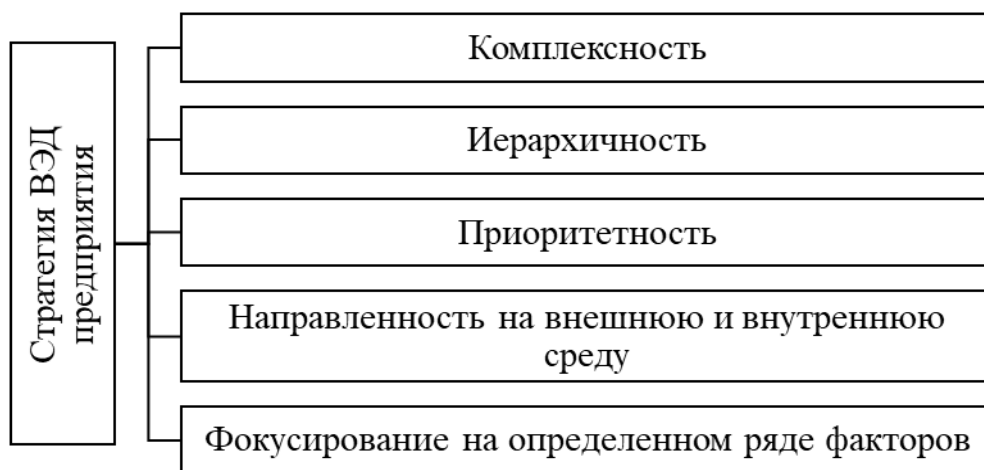 Стратегия ВЭД
предприятия
Комплексность
Иерархичность
Приоритетность
Направленность на внешнюю и внутреннюю
среду
Фокусирование на определенном ряде факторов